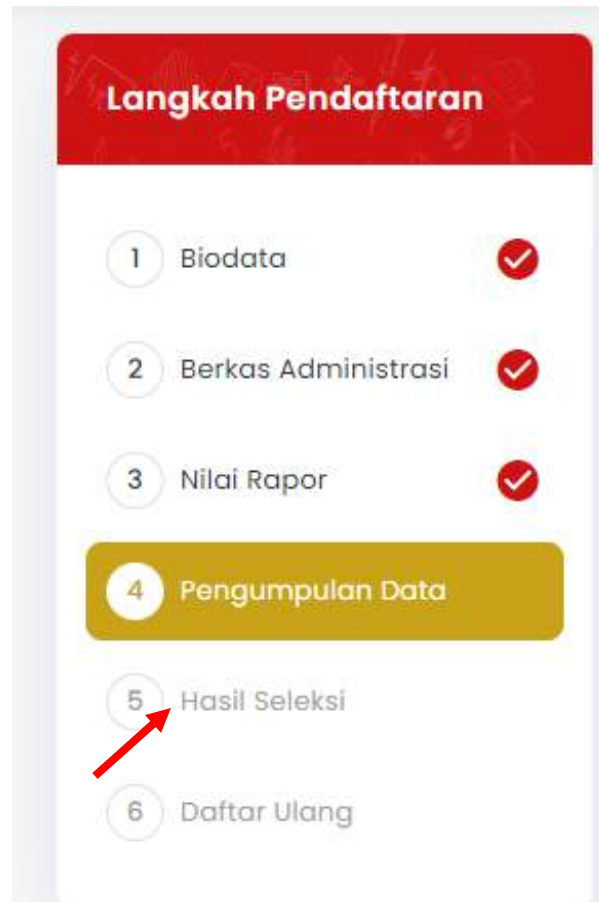 Langkah Pendaftaran
1 Biodata
2 Berkas Administrasi
3 Nilai Rapor
4 Pengumpulan Data
5 Hasil Seleksi
6 Daftar Ulang